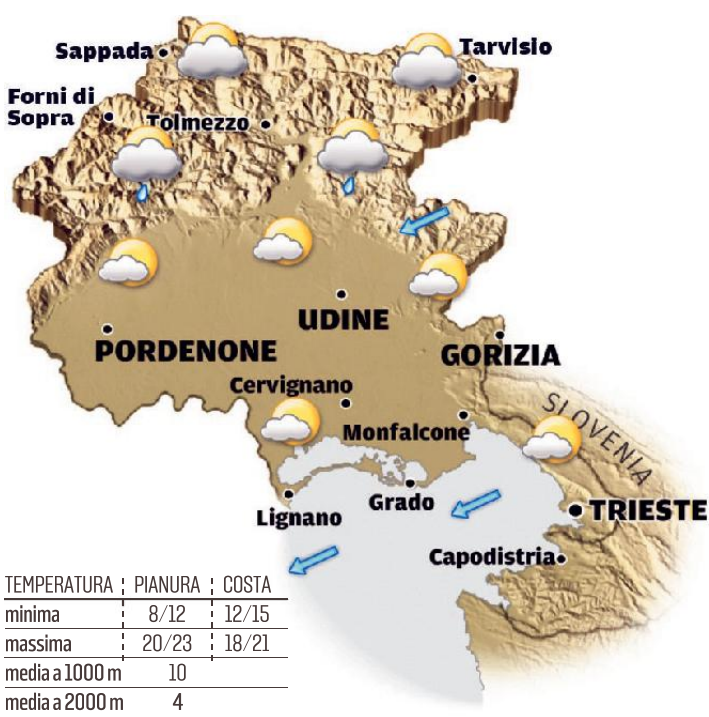 Sappada
Tarvisio
Forni di
Sopra
Tolmezzo
UDINE
PORDENONE
GORIZIA
Cervignano
SLOVENIA
Monfalcone
Grado
Lignano
TRIESTE
Capodistria
TEMPERATURA PIANURA COSTA
minima 8/12 12/15
massima 20/23 18/21
media a 1000 m 10
media a 2000 m 4